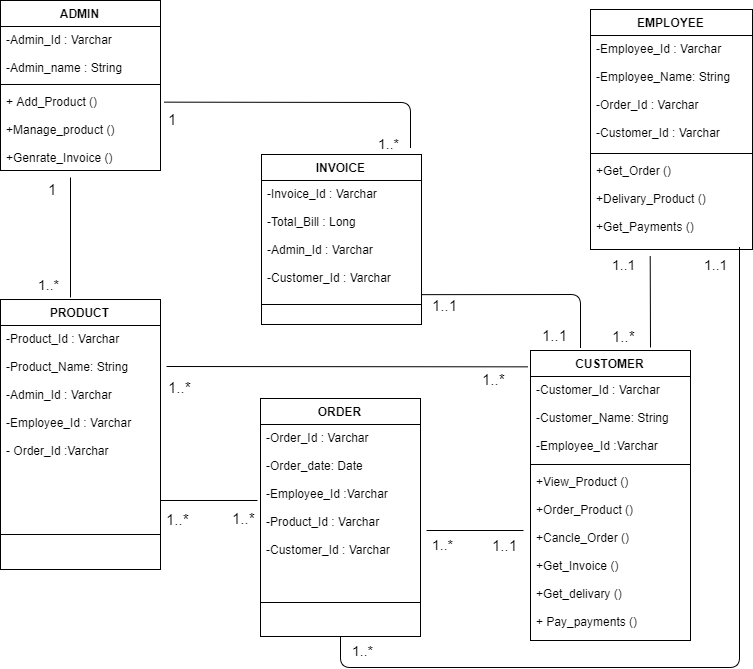 ADMIN
-Admin_Id : Varchar
-Admin_name : String
+ Add_Product ()
+Manage_product ()
+Genrate_Invoice ()
1
1
1..*
1..*
INVOICE
-Invoice_Id : Varchar
-Total_Bill : Long
-Admin_Id : Varchar
-Customer_Id : Varchar
1..1
1..1
EMPLOYEE
-Employee_Id : Varchar
-Employee_Name: String
-Order_Id : Varchar
-Customer_Id : Varchar
+Get_Order ()
+Delivary_Product ()
+Get_Payments ()
1..1
1..1
1..*
PRODUCT
-Product_Id : Varchar
-Product_Name: String
-Admin_Id : Varchar
-Employee_Id : Varchar
- Order_Id :Varchar
1..*
1..*
1..*
1..*
ORDER
-Order_Id : Varchar
-Order_date: Date
-Employee_Id :Varchar
-Product_Id : Varchar
-Customer_Id : Varchar
1..*
1..1
1..*
CUSTOMER
-Customer_Id : Varchar
-Customer_Name: String
-Employee_Id :Varchar
+View_Product ()
+Order_Product ()
+Cancle_Order ()
+Get_Invoice ()
+Get_delivary ()
+ Pay_payments ()